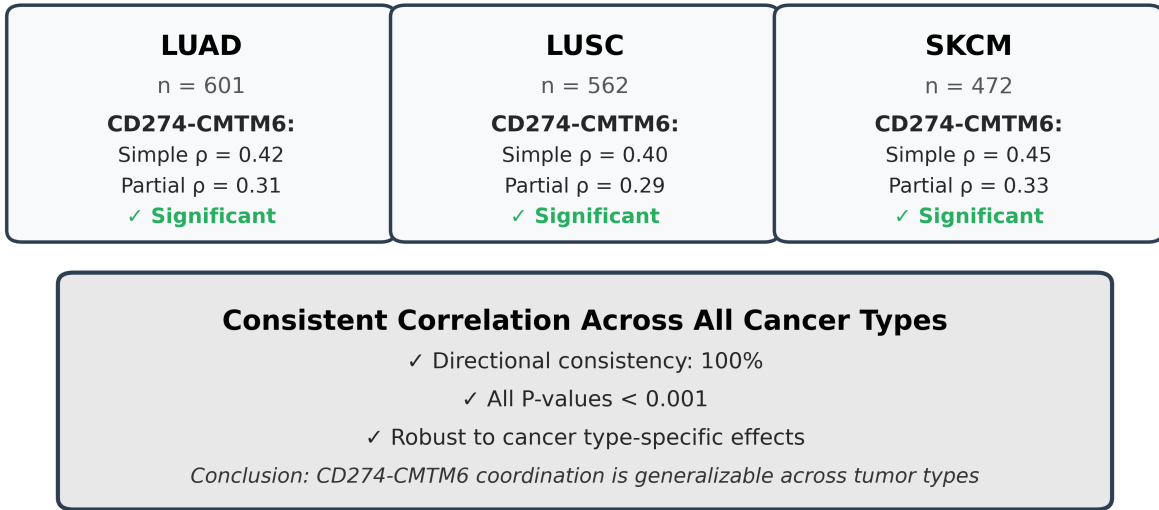 LUAD
n = 601
CD274-CMTM6:
Simple ρ = 0.42
Partial ρ = 0.31
✓ Significant
LUSC
n = 562
CD274-CMTM6:
Simple ρ = 0.40
Partial ρ = 0.29
✓ Significant
SKCM
n = 472
CD274-CMTM6:
Simple ρ = 0.45
Partial ρ = 0.33
✓ Significant
Consistent Correlation Across All Cancer Types
✓ Directional consistency: 100%
✓ All P-values < 0.001
✓ Robust to cancer type-specific effects
Conclusion: CD274-CMTM6 coordination is generalizable across tumor types